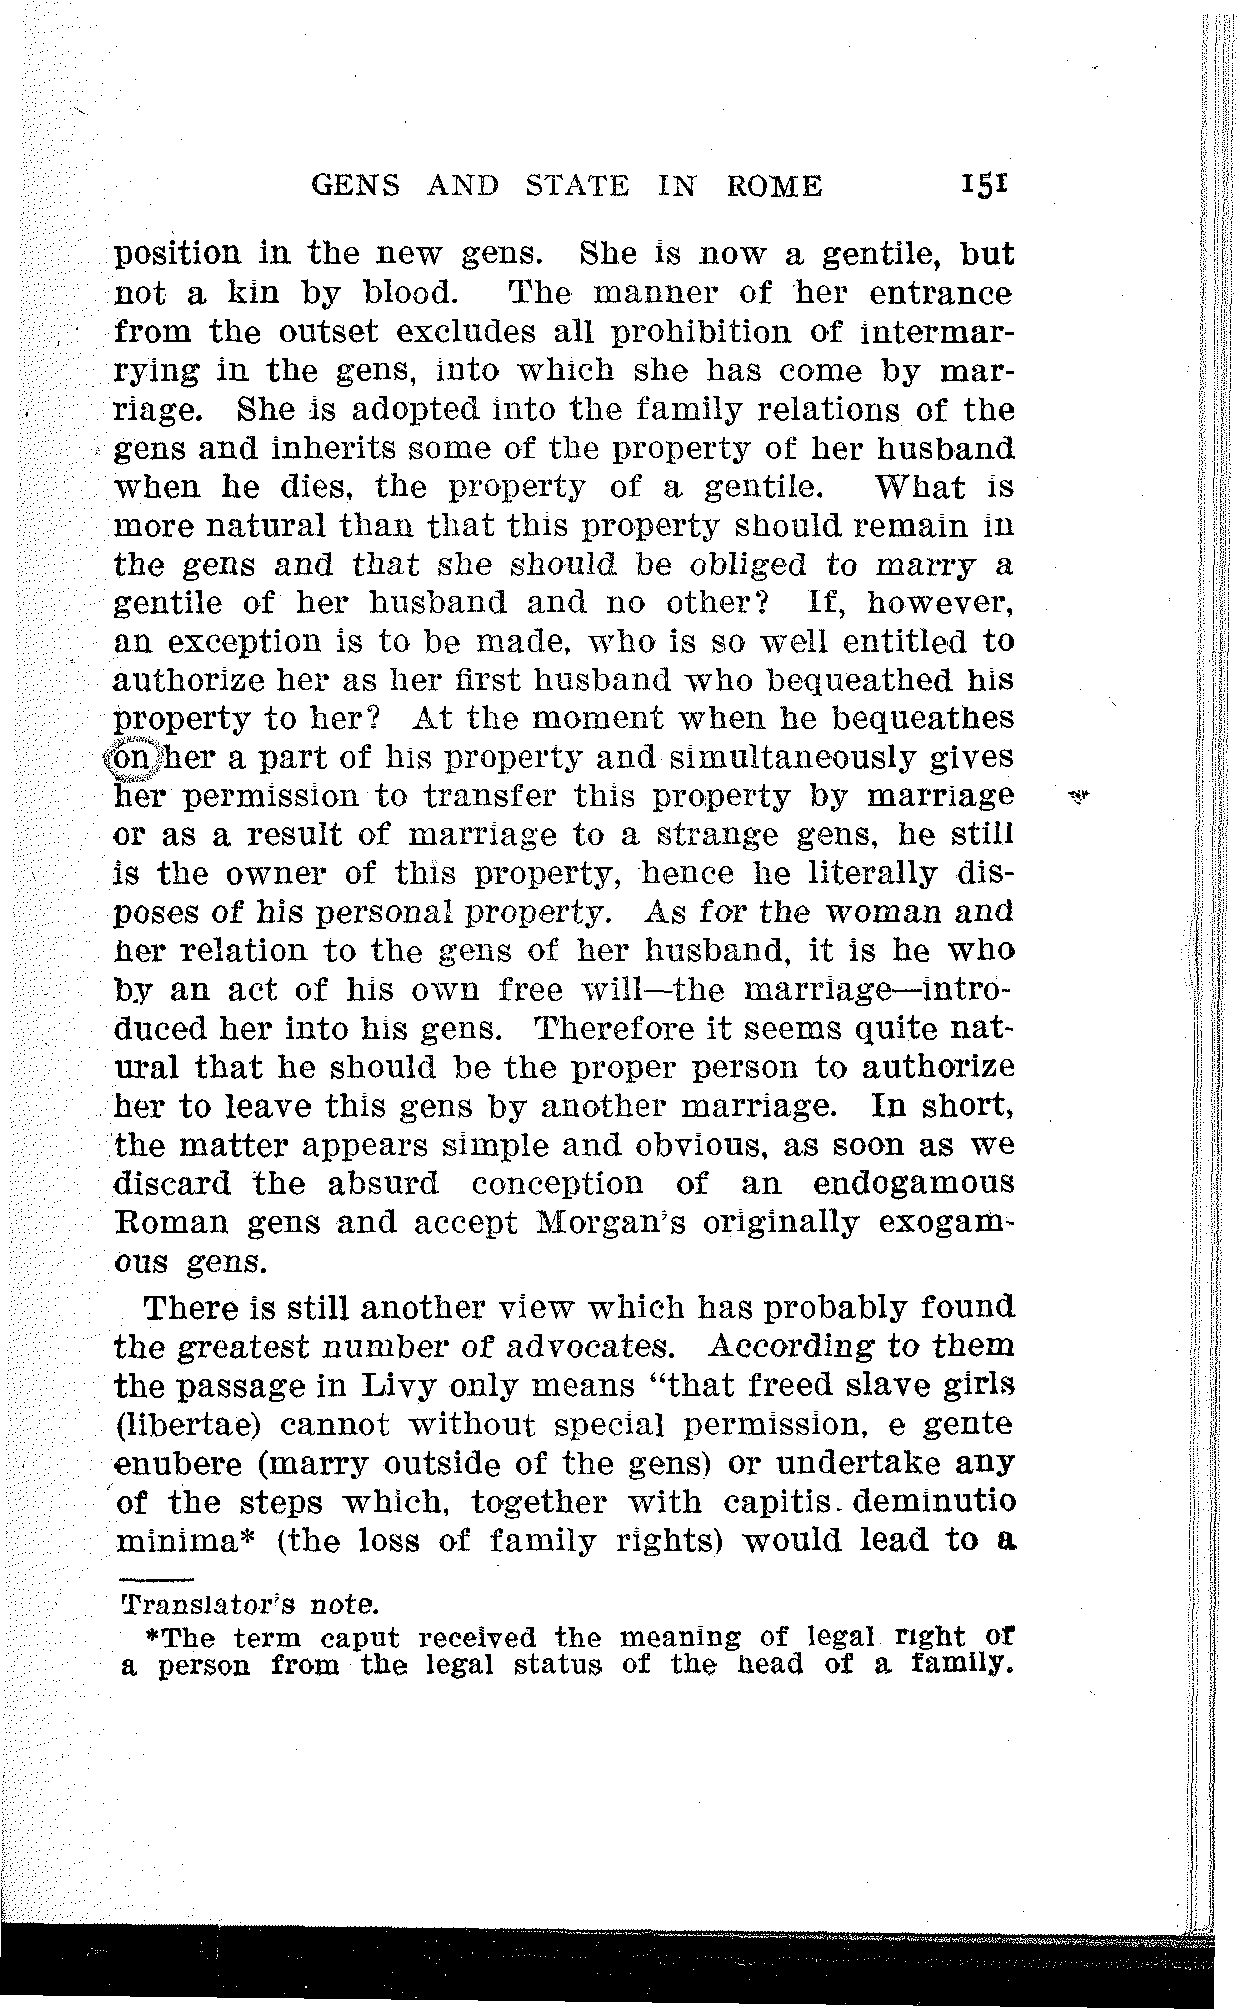 GENS AND STATE IN ROME 151
position in the new gens. She is now a gentile, but
not a kin by blood. The manner of her entrance
from the outset excludes all prohibition of intermar-
rying in the gens, into which she has come by mar-
riage. She is adopted into the family relations of the
gens and inherits some of the property of her husband
when he dies, the property of a gentile. What is
more natural than that this property should remain in
the gens and that she should be obliged to marry a
gentile of her husband and no other? If, however,
an exception is to be made, who is so well entitled to
authorize her as her first husband who bequeathed his
property to her? At the moment when he bequeathes
on her a part of his property and simultaneously gives
her permission to transfer this property by marriage
or as a result of marriage to a strange gens, he still
is the owner of this property, hence he literally dis-
poses of his personal property. As for the woman and
her relation to the gens of her husband, it is he who
by an act of his own free will—the marriage—intro-
duced her into his gens. Therefore it seems quite nat-
ural that he should be the proper person to authorize
her to leave this gens by another marriage. In short,
the matter appears simple and obvious, as soon as we
discard the absurd conception of an endogamous
Roman gens and accept Morgan's originally exogam-
ous gens.
There is still another view which has probably found
the greatest number of advocates. According to them
the passage in Livy only means "that freed slave girls
(libertae) cannot without special permission, e gente
enubere (marry outside of the gens) or undertake any
of the steps which, together with capitis deminutio
minima* (the loss of family rights) would lead to a
Translator's note.
*The term caput received the meaning of legal right of
a person from the legal status of the head of a family.